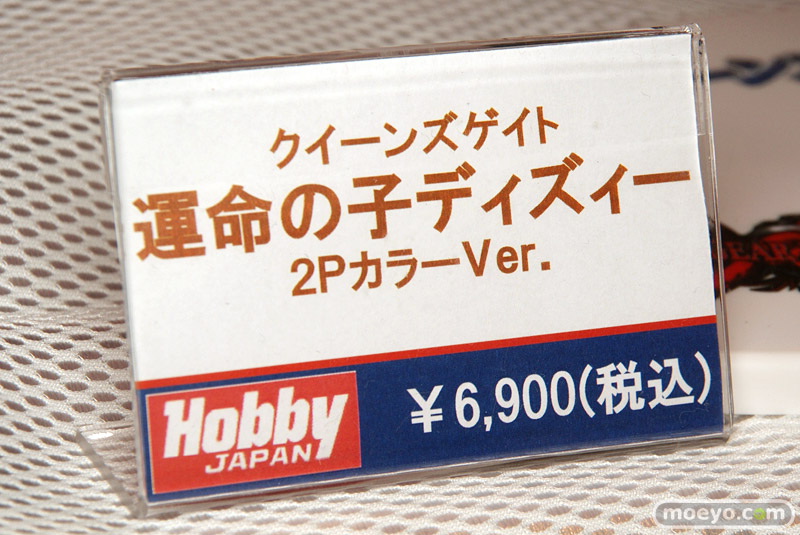 クイーンズゲイト
運命の子ディズィー
2PカラーVer.
Hobby
JAPAN
¥6,900(税込)
moeyo.com